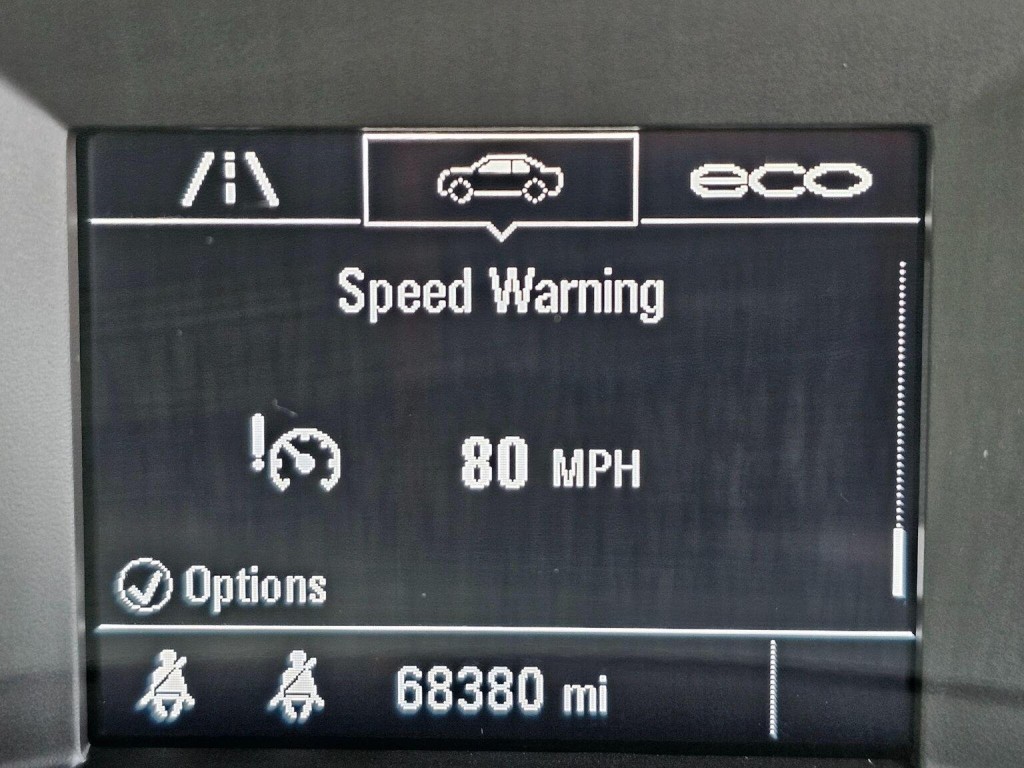 eco
Speed Warning
80 MPH
Options
68380 mi